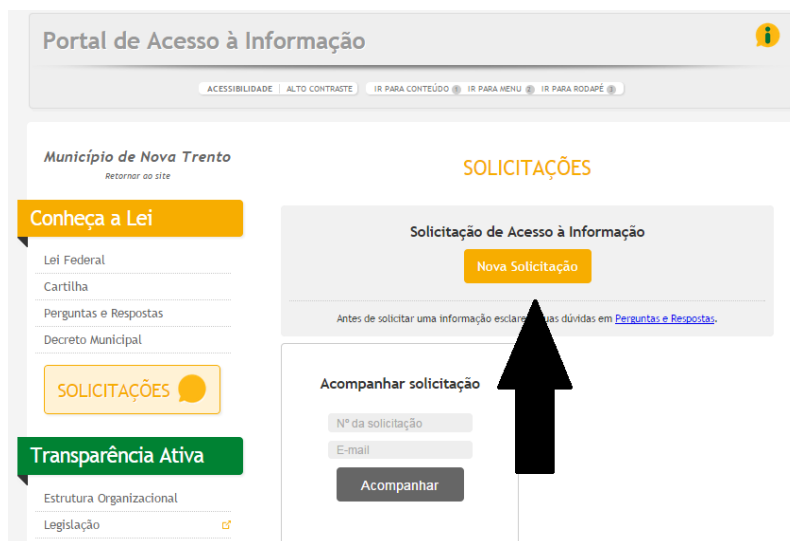 Portal de Acesso à Informação
ACESSIBILIDADE | ALTO CONTRASTE IR PARA CONTEÚDO 1 IR PARA MENU 2 IR PARA RODAPÉ 3
Município de Nova Trento
Retornar ao site
Conheça a Lei
Lei Federal
Cartilha
Perguntas e Respostas
Decreto Municipal
SOLICITAÇÕES
Transparência Ativa
Estrutura Organizacional
Legislação
SOLICITAÇÕES
Solicitação de Acesso à Informação
Nova Solicitação
Antes de solicitar uma informação dúvidas em Perguntas e Respostas.
Acompanhar solicitação
Nº da solicitação
E-mail
Acompanhar